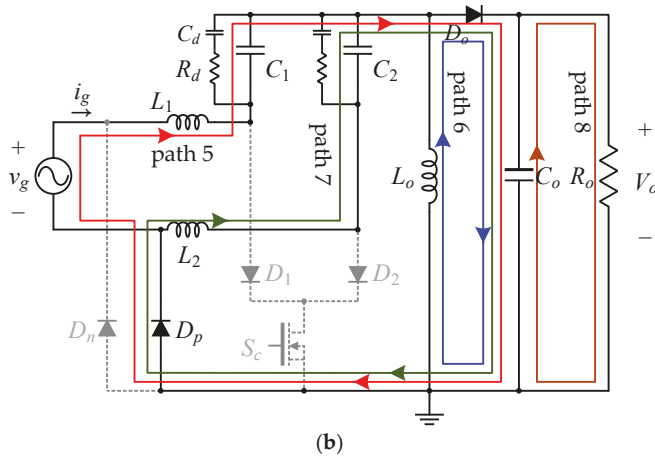 C_d
R_d
C_1
C_2
D_o
i_g
L_1
path 5
path 7
path 6
path 8
+
v_g
−
L_2
L_o
C_o
R_o
+
V_o
−
D_1
D_2
D_n
D_p
S_c
(b)